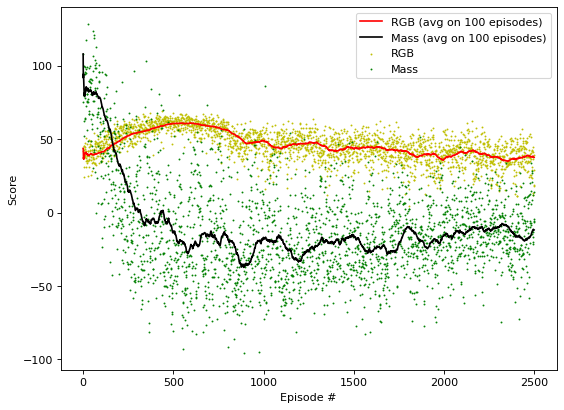 RGB (avg on 100 episodes)
Mass (avg on 100 episodes)
RGB
Mass
100
50
0
−50
−100
Score
0
500
1000
1500
2000
2500
Episode #